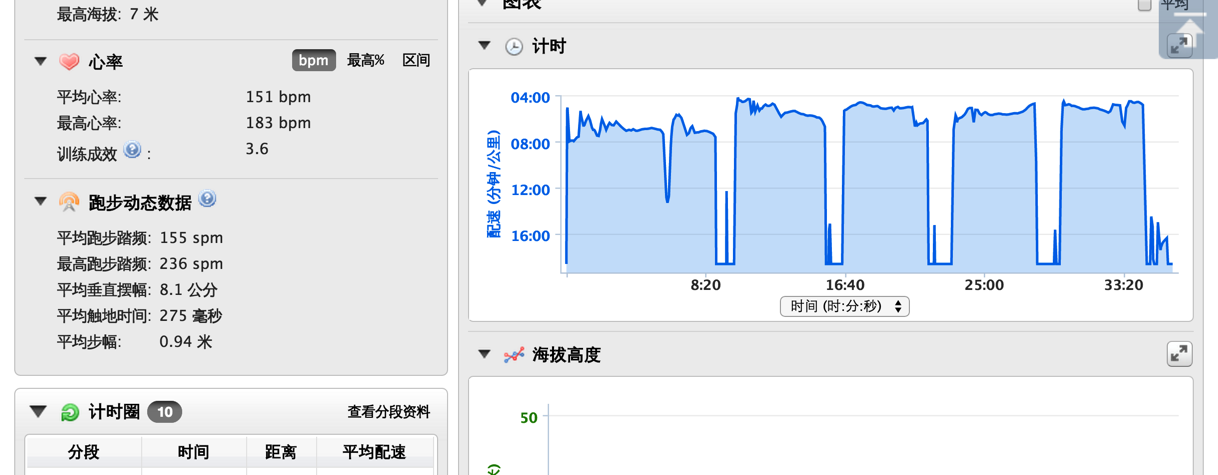 最高海拔: 7 米
心率 bpm 最高% 区间
平均心率: 151 bpm
最高心率: 183 bpm
训练成效 ? : 3.6
跑步动态数据 ?
平均跑步踏频: 155 spm
最高跑步踏频: 236 spm
平均垂直摆幅: 8.1 公分
平均触地时间: 275 毫秒
平均步幅: 0.94 米
计时圈 10 查看分段资料
分段 时间 距离 平均配速
图表 平均
计时
配速 (分钟/公里)
04:00
08:00
12:00
16:00
8:20 16:40 25:00 33:20
时间 (时:分:秒)
海拔高度
50